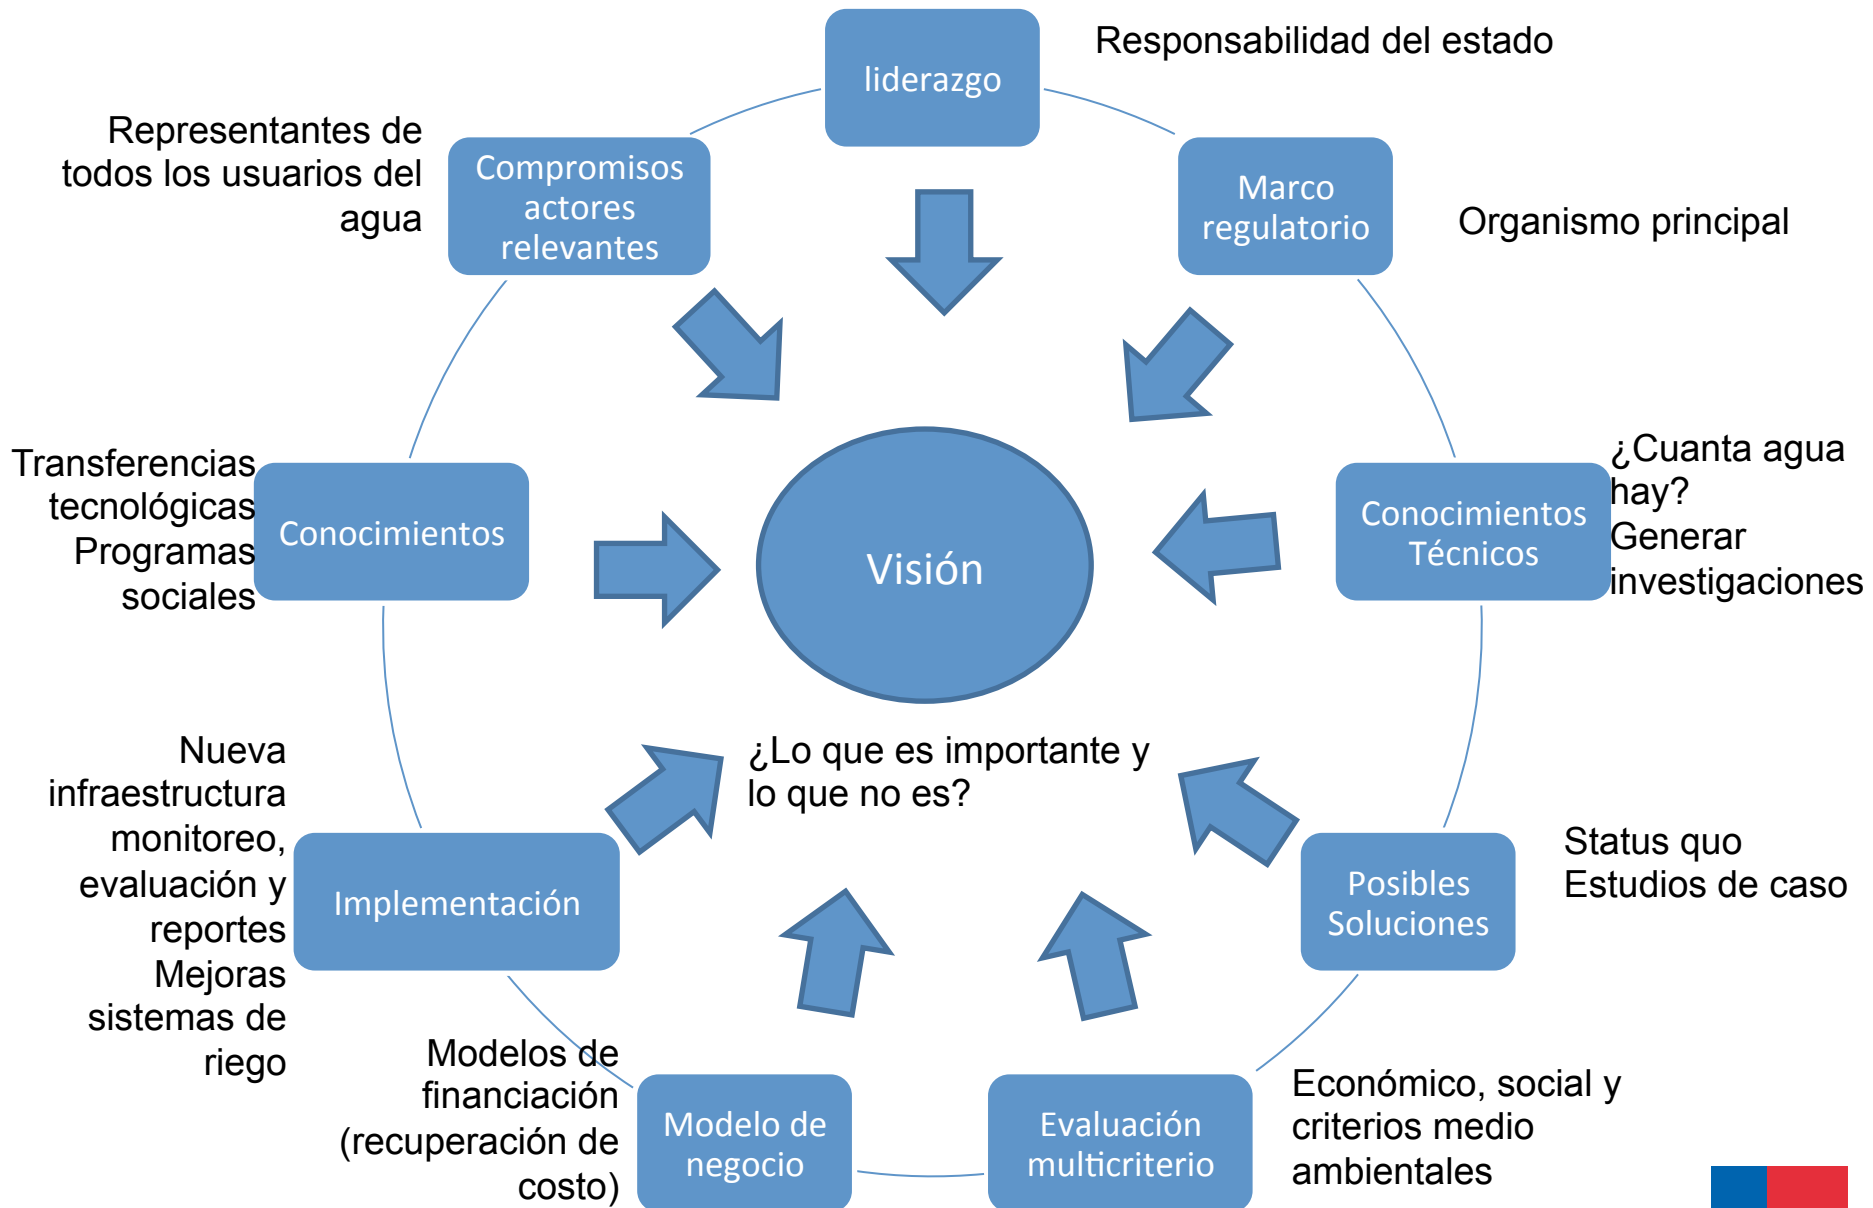 liderazgo
Responsabilidad del estado
Marco
regulatorio
Organismo principal
Conocimientos
Técnicos
¿Cuanta agua
hay?
Generar
investigaciones
Posibles
Soluciones
Status quo
Estudios de caso
Evaluación
multicriterio
Económico, social y
criterios medio
ambientales
Modelo de
negocio
Modelos de
financiación
(recuperación de
costo)
Implementación
Nueva
infraestructura
monitoreo,
evaluación y
reportes
Mejoras
sistemas de
riego
Conocimientos
Transferencias
tecnológicas
Programas
sociales
Compromisos
actores
relevantes
Representantes de
todos los usuarios del
agua
Visión
¿Lo que es importante y
lo que no es?